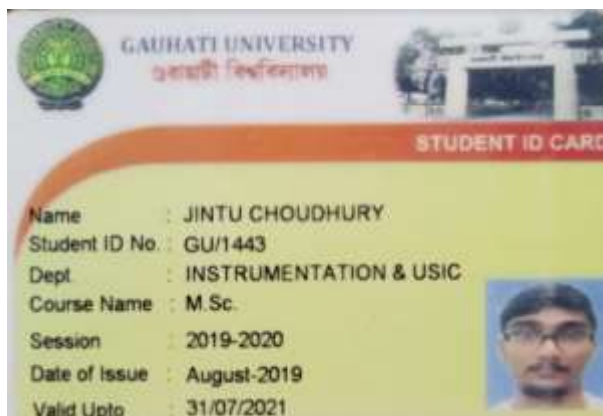 GAUHATI UNIVERSITY
গুৱাহাটী বিশ্ববিদ্যালয়
STUDENT ID CARD
Name : JINTU CHOUDHURY
Student ID No. : GU/1443
Dept. : INSTRUMENTATION & USIC
Course Name : M.Sc.
Session : 2019-2020
Date of Issue : August-2019
Valid Upto : 31/07/2021